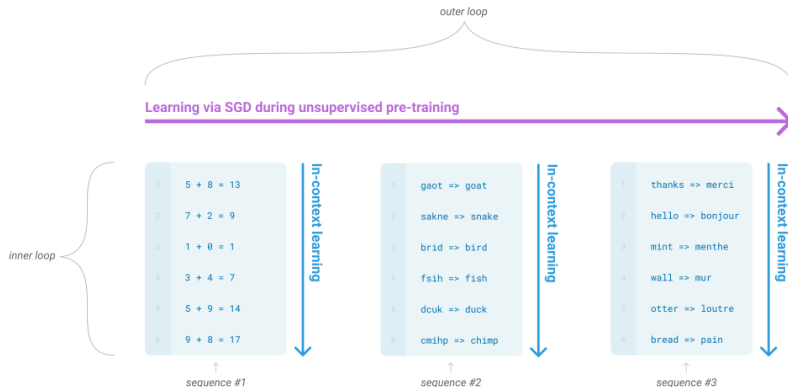 outer loop
Learning via SGD during unsupervised pre-training
inner loop
1 5 + 8 = 13
2 7 + 2 = 9
3 1 + 0 = 1
4 3 + 4 = 7
5 5 + 9 = 14
6 9 + 8 = 17
In-context learning
sequence #1
1 gaot => goat
2 sakne => snake
3 brid => bird
4 fsih => fish
5 dcuk => duck
6 cmihp => chimp
In-context learning
sequence #2
1 thanks => merci
2 hello => bonjour
3 mint => menthe
4 wall => mur
5 otter => loutre
6 bread => pain
In-context learning
sequence #3